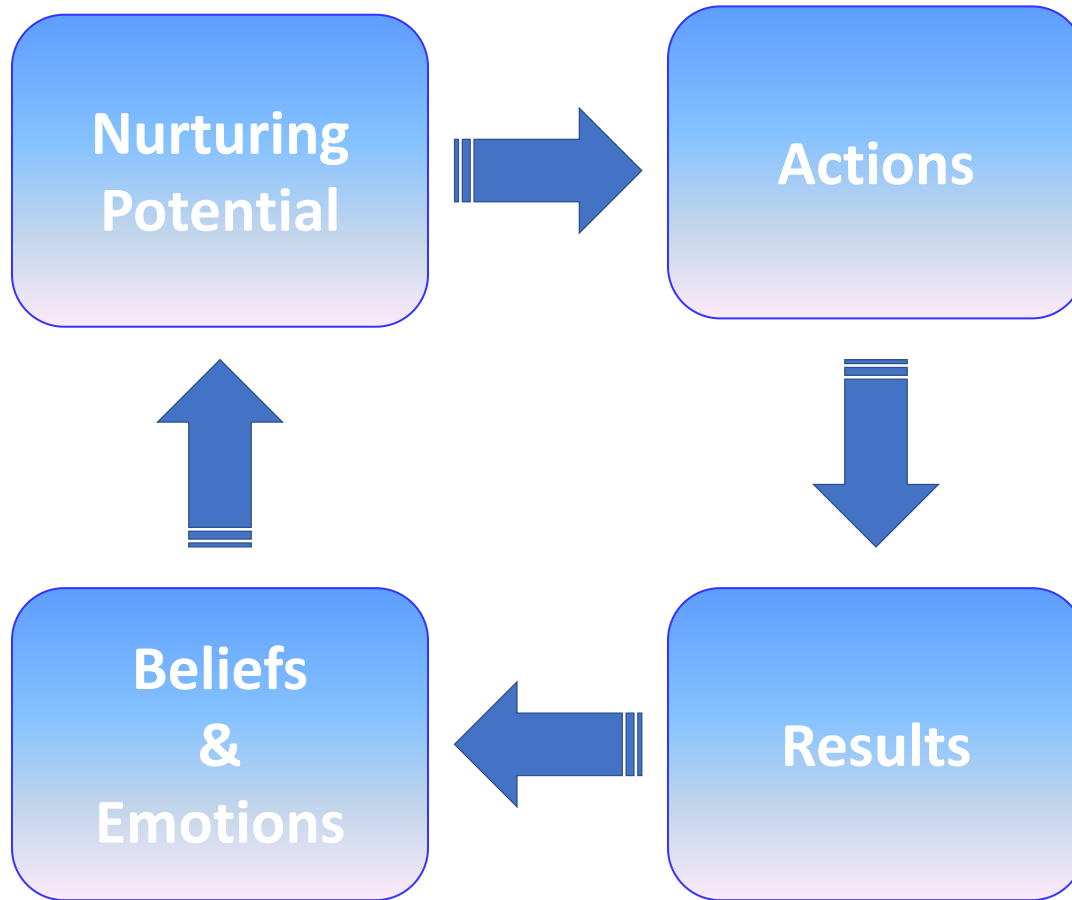 Nurturing
Potential
Actions
Beliefs
&
Emotions
Results